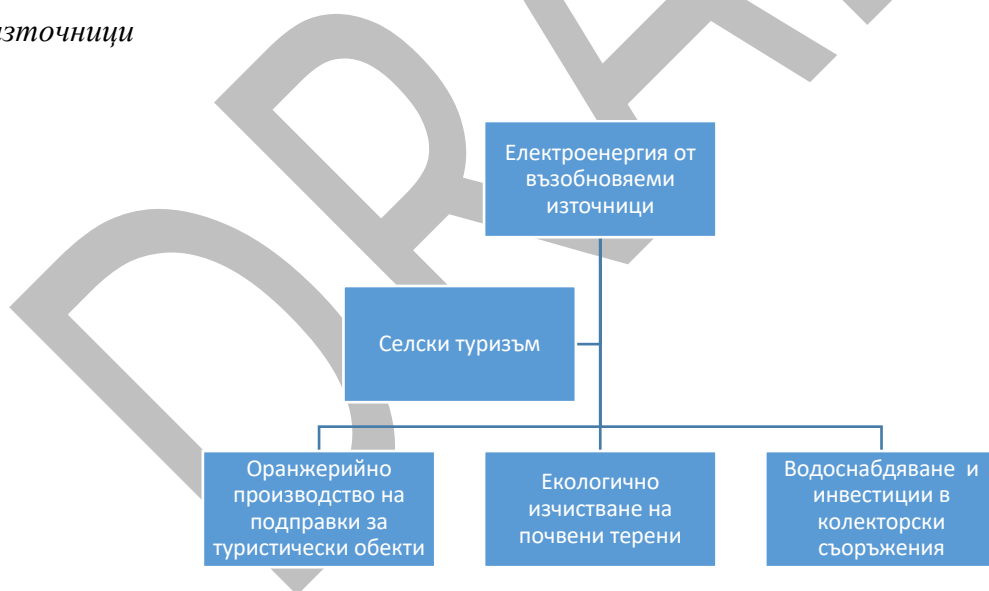 източници
Електроенергия от
възобновяеми
източници
Селски туризъм
Оранжерийно
производство на
подправки за
туристически обекти
Екологично
изчистване на
почвени терени
Водоснабдяване и
инвестиции в
колекторски
съоръжения